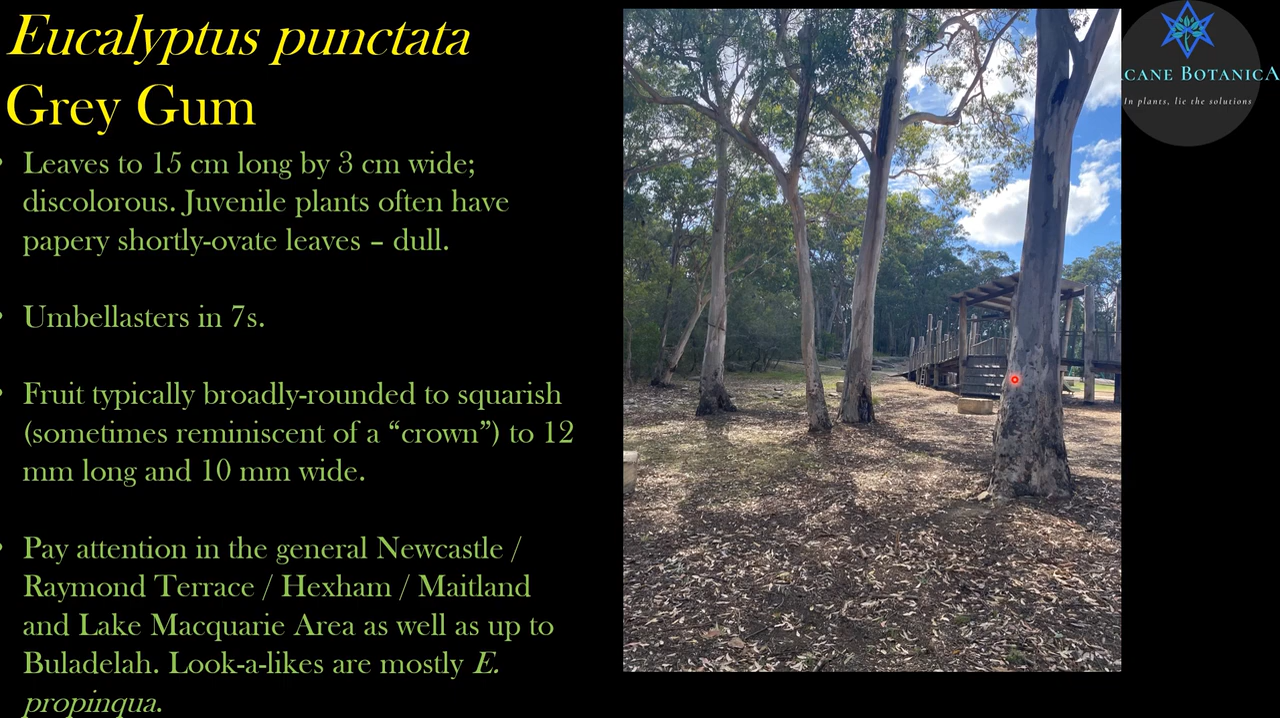 Eucalyptus punctata
Grey Gum
• Leaves to 15 cm long by 3 cm wide;
discolorous. Juvenile plants often have
papery shortly-ovate leaves – dull.
• Umbellasters in 7s.
• Fruit typically broadly-rounded to squarish
(sometimes reminiscent of a “crown”) to 12
mm long and 10 mm wide.
• Pay attention in the general Newcastle /
Raymond Terrace / Hexham / Maitland
and Lake Macquarie Area as well as up to
Buladelah. Look-a-likes are mostly E.
propinqua.
CANE BOTANICA
In plants, lie the solutions